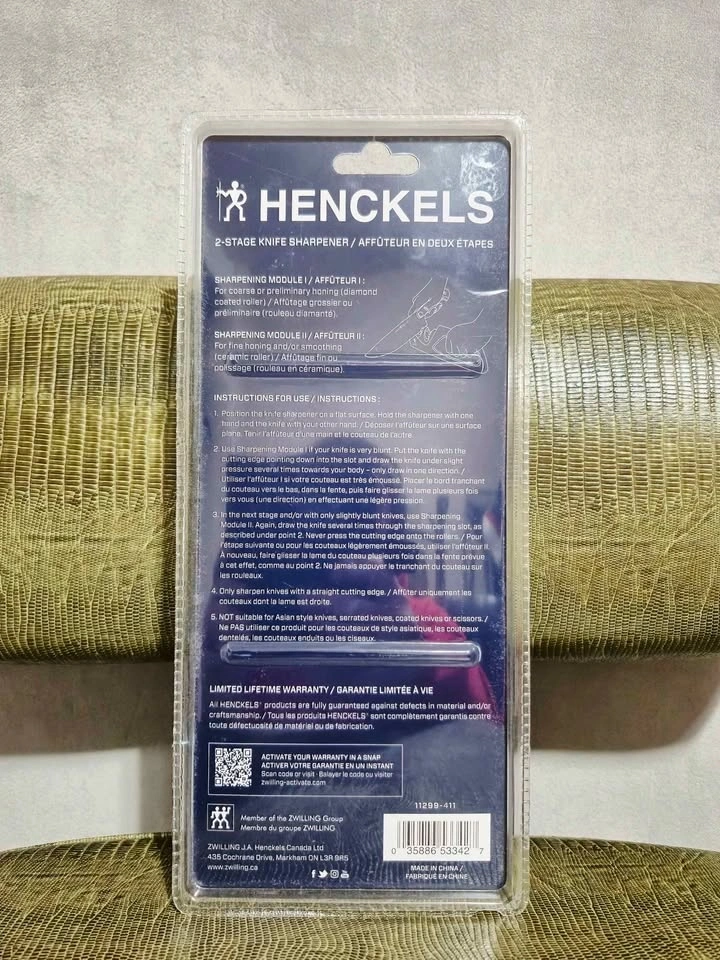 HENCKELS
2-STAGE KNIFE SHARPENER / AFFÛTEUR EN DEUX ÉTAPES
SHARPENING MODULE I / AFFÛTEUR I :
For coarse or preliminary honing (diamond
coated roller) / Affûtage grossier ou
préliminaire (rouleau diamanté).
SHARPENING MODULE II / AFFÛTEUR II :
For fine honing and/or smoothing
(ceramic roller) / Affûtage fin ou
polissage (rouleau en céramique).
INSTRUCTIONS FOR USE / INSTRUCTIONS :
1. Position the knife sharpener on a flat surface. Hold the sharpener with one
hand and the knife with your other hand. / Déposer l'affûteur sur une surface
plane. Tenir l'affûteur d'une main et le couteau de l'autre.
2. Use Sharpening Module I if your knife is very blunt. Put the knife with the
cutting edge pointing down into the slot and draw the knife under slight
pressure several times towards your body – only draw in one direction. /
Utiliser l'affûteur I si votre couteau est très émoussé. Placer le bord tranchant
du couteau vers le bas, dans la fente, puis faire glisser la lame plusieurs fois
vers vous (une direction) en effectuant une légère pression.
3. In the next stage and/or with only slightly blunt knives, use Sharpening
Module II. Again, draw the knife several times through the sharpening slot, as
described under point 2. Never press the cutting edge onto the rollers. / Pour
l'étape suivante ou pour les couteaux légèrement émoussés, utiliser l'affûteur II.
À nouveau, faire glisser la lame du couteau plusieurs fois dans la fente prévue
à cet effet, comme au point 2. Ne jamais appuyer le tranchant du couteau sur
les rouleaux.
4. Only sharpen knives with a straight cutting edge. / Affûter uniquement les
couteaux dont la lame est droite.
5. NOT suitable for Asian style knives, serrated knives, coated knives or scissors. /
Ne PAS utiliser ce produit pour les couteaux de style asiatique, les couteaux
dentelés, les couteaux enduits ou les ciseaux.
LIMITED LIFETIME WARRANTY / GARANTIE LIMITÉE À VIE
All HENCKELS® products are fully guaranteed against defects in material and/or
craftsmanship. / Tous les produits HENCKELS® sont complètement garantis contre
toute défectuosité de matériel ou de fabrication.
ACTIVATE YOUR WARRANTY IN A SNAP
ACTIVER VOTRE GARANTIE EN UN INSTANT
Scan code or visit · Balayer le code ou visiter
zwilling-activate.com
Member of the ZWILLING Group
Membre du groupe ZWILLING
ZWILLING J.A. Henckels Canada Ltd
435 Cochrane Drive, Markham ON L3R 9R5
www.zwilling.ca
11299-411
0 35886 53342 7
MADE IN CHINA /
FABRIQUÉ EN CHINE